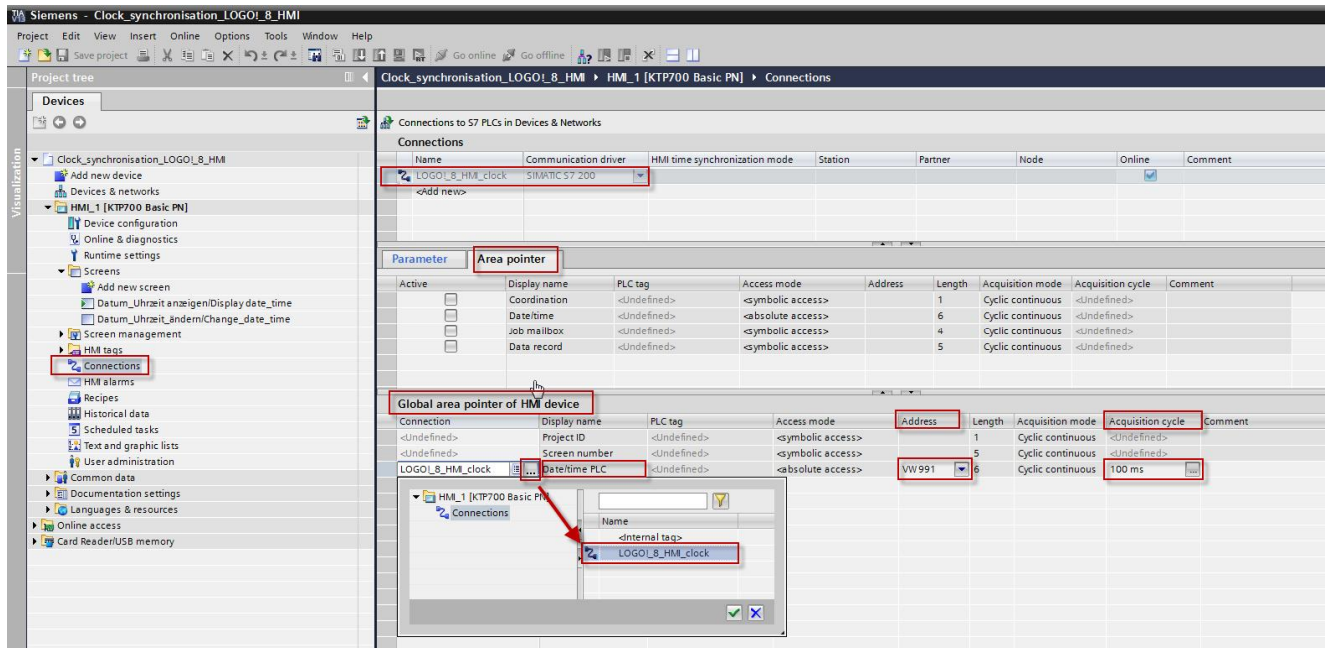 Siemens - Clock_synchronisation_LOGO!_8_HMI
Project Edit View Insert Online Options Tools Window Help
Save project Go online Go offline
Project tree
Clock_synchronisation_LOGO!_8_HMI ▸ HMI_1 [KTP700 Basic PN] ▸ Connections
Devices
Visualization
Clock_synchronisation_LOGO!_8_HMI
Add new device
Devices & networks
HMI_1 [KTP700 Basic PN]
Device configuration
Online & diagnostics
Runtime settings
Screens
Add new screen
Datum_Uhrzeit anzeigen/Display date_time
Datum_Uhrzeit_ändern/Change_date_time
Screen management
HMI tags
Connections
HMI alarms
Recipes
Historical data
Scheduled tasks
Text and graphic lists
User administration
Common data
Documentation settings
Languages & resources
Online access
Card Reader/USB memory
Connections to S7 PLCs in Devices & Networks
Connections
Name Communication driver HMI time synchronization mode Station Partner Node Online Comment
LOGO!_8_HMI_clock SIMATIC S7 200
<Add new>
Parameter Area pointer
Active Display name PLC tag Access mode Address Length Acquisition mode Acquisition cycle Comment
Coordination <Undefined> <symbolic access> 1 Cyclic continuous <Undefined>
Date/time <Undefined> <absolute access> 6 Cyclic continuous <Undefined>
Job mailbox <Undefined> <symbolic access> 4 Cyclic continuous <Undefined>
Data record <Undefined> <symbolic access> 5 Cyclic continuous <Undefined>
Global area pointer of HMI device
Connection Display name PLC tag Access mode Address Length Acquisition mode Acquisition cycle Comment
<Undefined> Project ID <Undefined> <symbolic access> 1 Cyclic continuous <Undefined>
<Undefined> Screen number <Undefined> <symbolic access> 5 Cyclic continuous <Undefined>
LOGO!_8_HMI_clock ... Date/time PLC <Undefined> <absolute access> VW991 6 Cyclic continuous 100 ms ...
HMI_1 [KTP700 Basic PN]
Connections
Name
<Internal tag>
LOGO!_8_HMI_clock